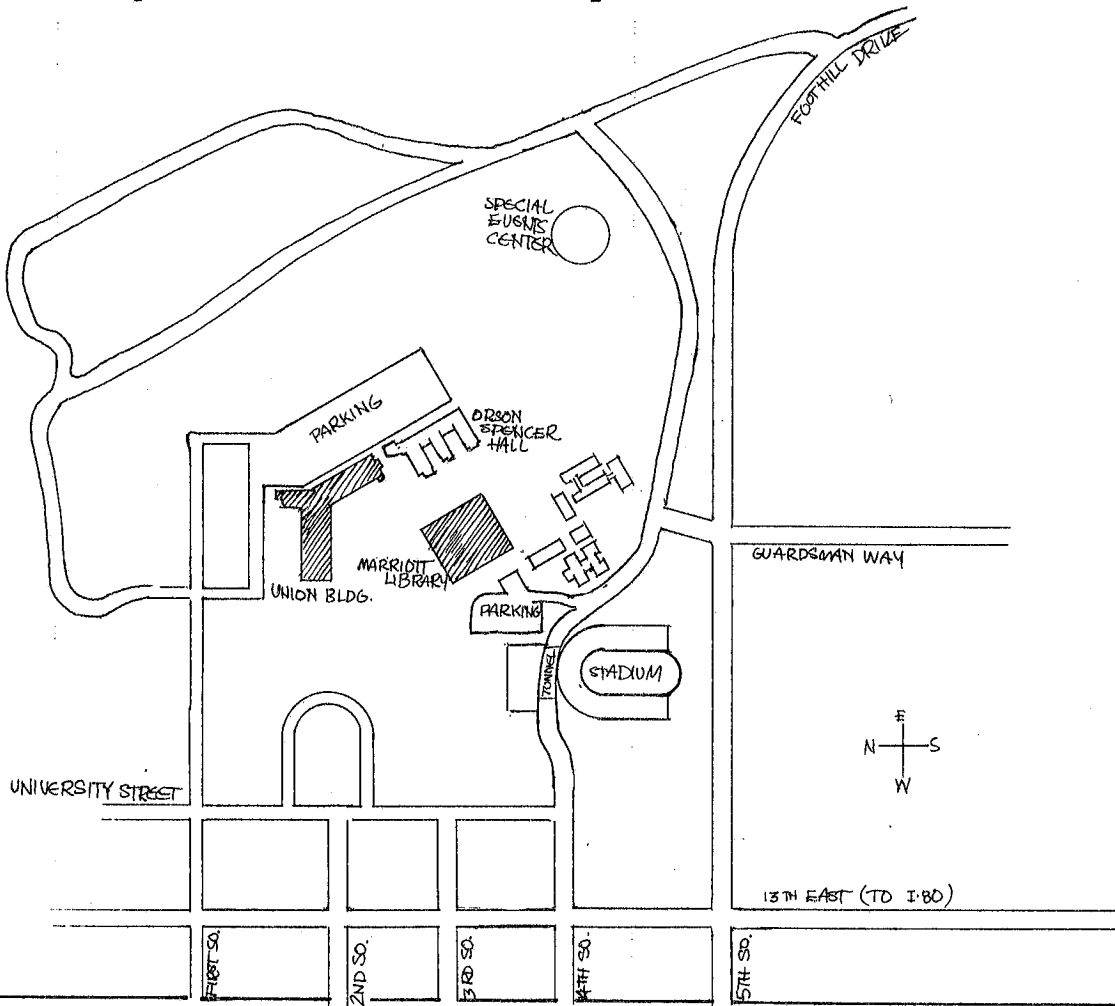 FOOTHILL DRIVE
SPECIAL
EVENTS
CENTER
PARKING
ORSON
SPENCER
HALL
MARRIOTT
LIBRARY
UNION BLDG.
GUARDSMAN WAY
PARKING
TUNNEL
STADIUM
E
N S
W
UNIVERSITY STREET
13TH EAST (TO I-80)
FIRST SO.
2ND SO.
3RD SO.
4TH SO.
5TH SO.